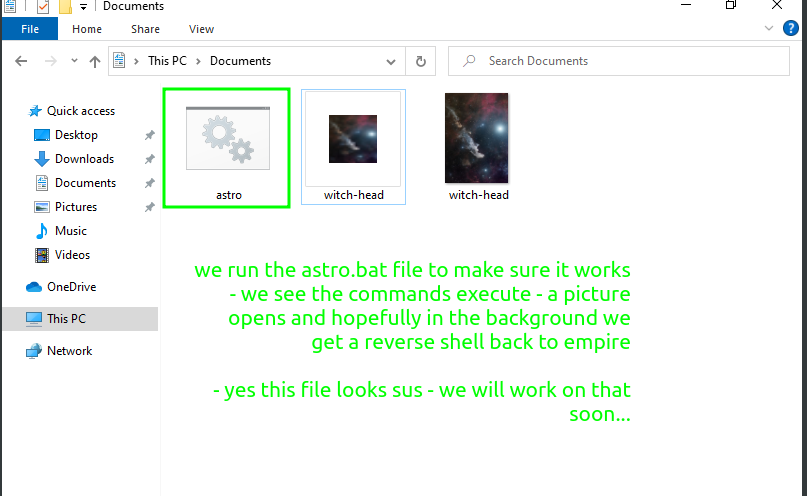 Documents
File Home Share View
This PC Documents
Search Documents
Quick access
Desktop
Downloads
Documents
Pictures
Music
Videos
OneDrive
This PC
Network
astro
witch-head
witch-head
we run the astro.bat file to make sure it works
- we see the commands execute - a picture
opens and hopefully in the background we
get a reverse shell back to empire
- yes this file looks sus - we will work on that
soon...